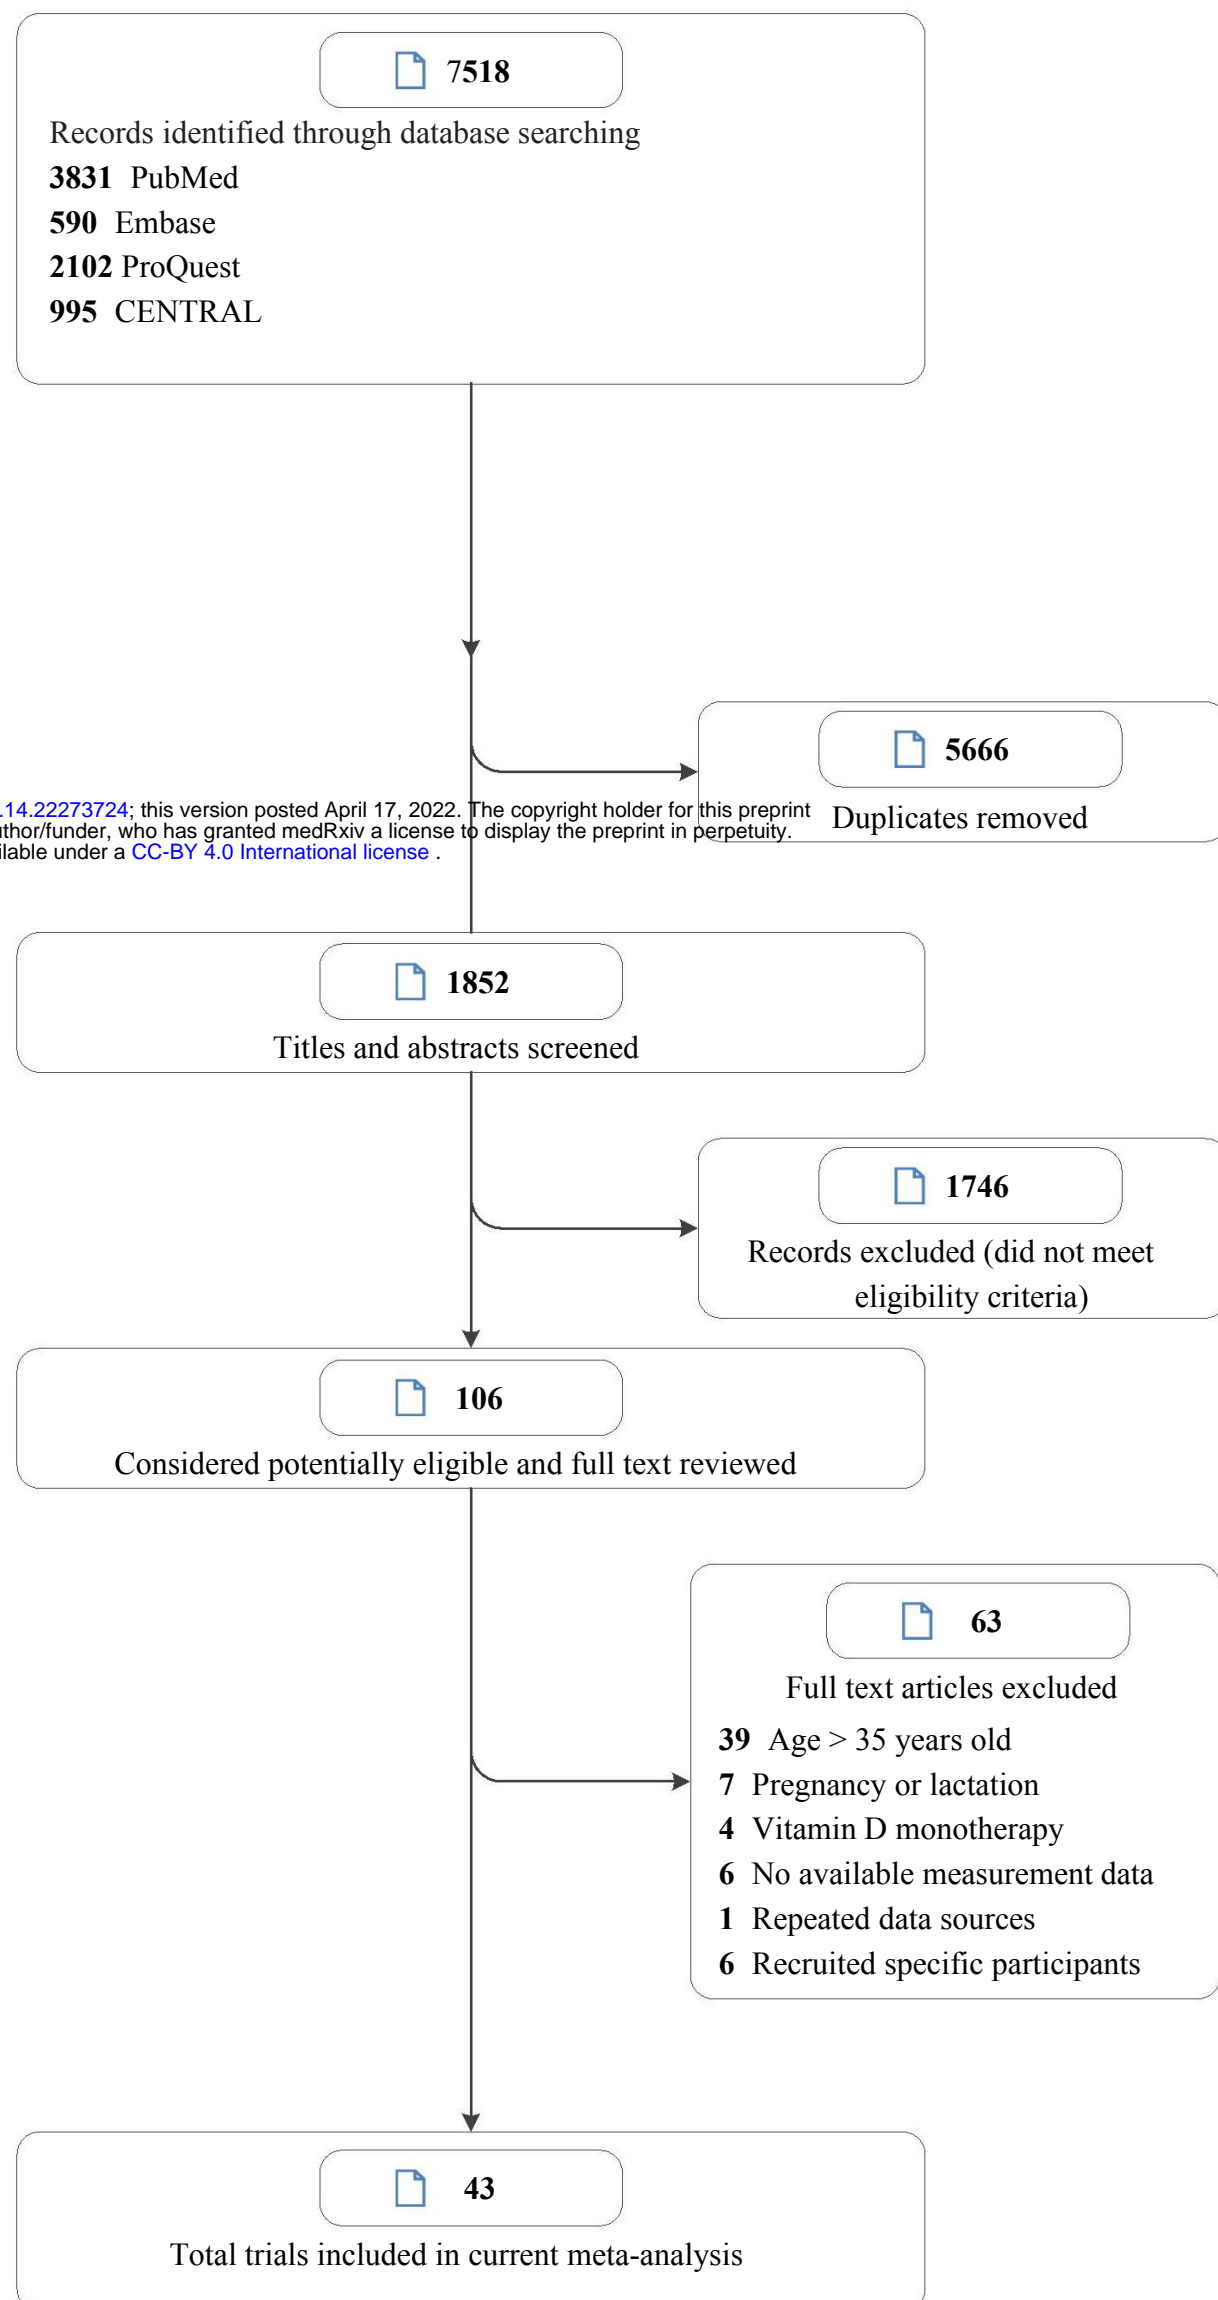 7518
Records identified through database searching
3831 PubMed
590 Embase
2102 ProQuest
995 CENTRAL
5666
Duplicates removed
.14.22273724; this version posted April 17, 2022. The copyright holder for this preprint
author/funder, who has granted medRxiv a license to display the preprint in perpetuity.
under a CC-BY 4.0 International license .
1852
Titles and abstracts screened
1746
Records excluded (did not meet
eligibility criteria)
106
Considered potentially eligible and full text reviewed
63
Full text articles excluded
39 Age > 35 years old
7 Pregnancy or lactation
4 Vitamin D monotherapy
6 No available measurement data
1 Repeated data sources
6 Recruited specific participants
43
Total trials included in current meta-analysis